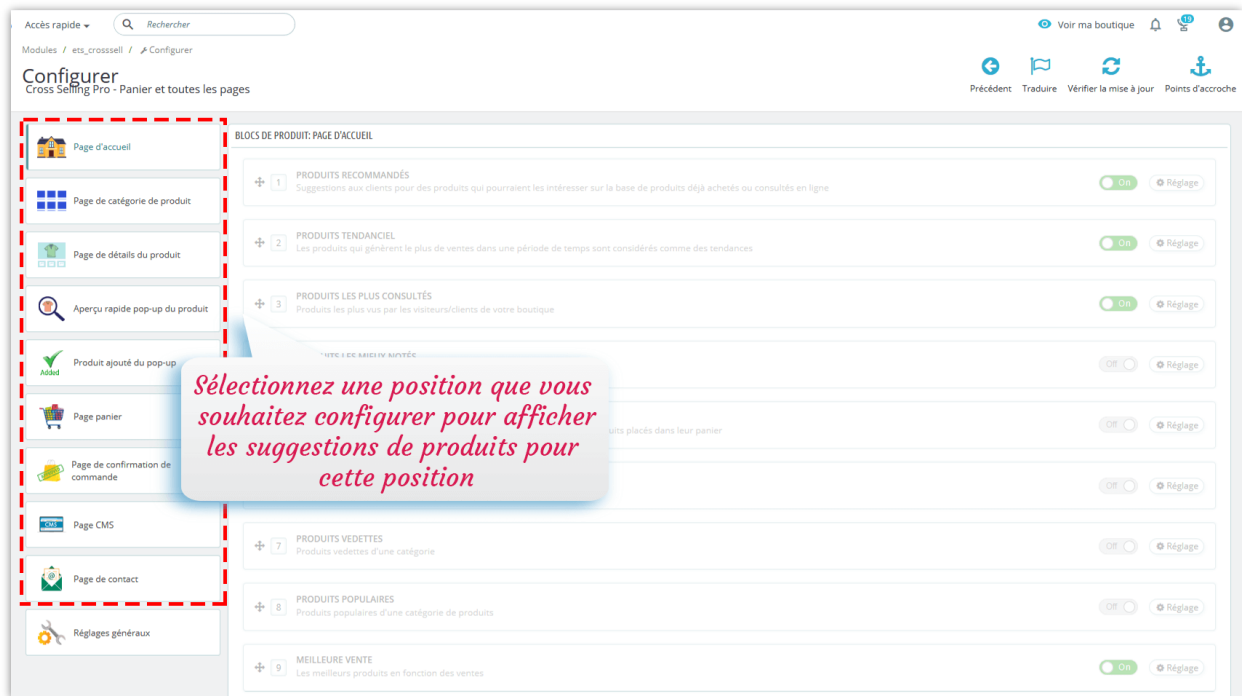 Accès rapide
Rechercher
Voir ma boutique
19
Modules / ets_crosssell / Configurer
Configurer
Cross Selling Pro - Panier et toutes les pages
Précédent
Traduire
Vérifier la mise à jour
Points d'accroche
Page d'accueil
Page de catégorie de produit
Page de détails du produit
Aperçu rapide pop-up du produit
Added
Produit ajouté du pop-up
Page panier
Page de confirmation de
commande
CMS
Page CMS
@
Page de contact
Réglages généraux
BLOCS DE PRODUIT: PAGE D'ACCUEIL
1
PRODUITS RECOMMANDÉS
Suggestions aux clients pour des produits qui pourraient les intéresser sur la base de produits déjà achetés ou consultés en ligne
On
Réglage
2
PRODUITS TENDANCIEL
Les produits qui génèrent le plus de ventes dans une période de temps sont considérés comme des tendances
On
Réglage
3
PRODUITS LES PLUS CONSULTÉS
Produits les plus vus par les visiteurs/clients de votre boutique
On
Réglage
LES MIEUX NOTÉS
Off
Réglage
placés dans leur panier
Off
Réglage
Off
Réglage
Sélectionnez une position que vous
souhaitez configurer pour afficher
les suggestions de produits pour
cette position
7
PRODUITS VEDETTES
Produits vedettes d'une catégorie
Off
Réglage
8
PRODUITS POPULAIRES
Produits populaires d'une catégorie de produits
Off
Réglage
9
MEILLEURE VENTE
Les meilleurs produits en fonction des ventes
On
Réglage